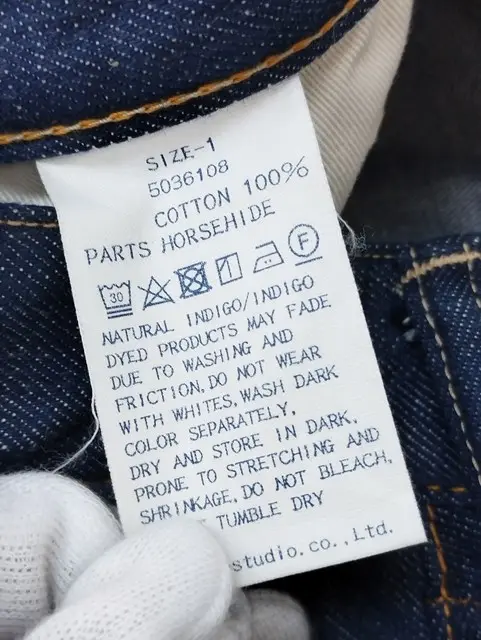 SIZE-1
5036108
COTTON 100%
PARTS HORSEHIDE
30
F
NATURAL INDIGO/INDIGO
DYED PRODUCTS MAY FADE
DUE TO WASHING AND
FRICTION.DO NOT WEAR
WITH WHITES,WASH DARK
COLOR SEPARATELY,
DRY AND STORE IN DARK.
PRONE TO STRETCHING AND
SHRINKAGE,DO NOT BLEACH,
TUMBLE DRY
studio.co.,Ltd.